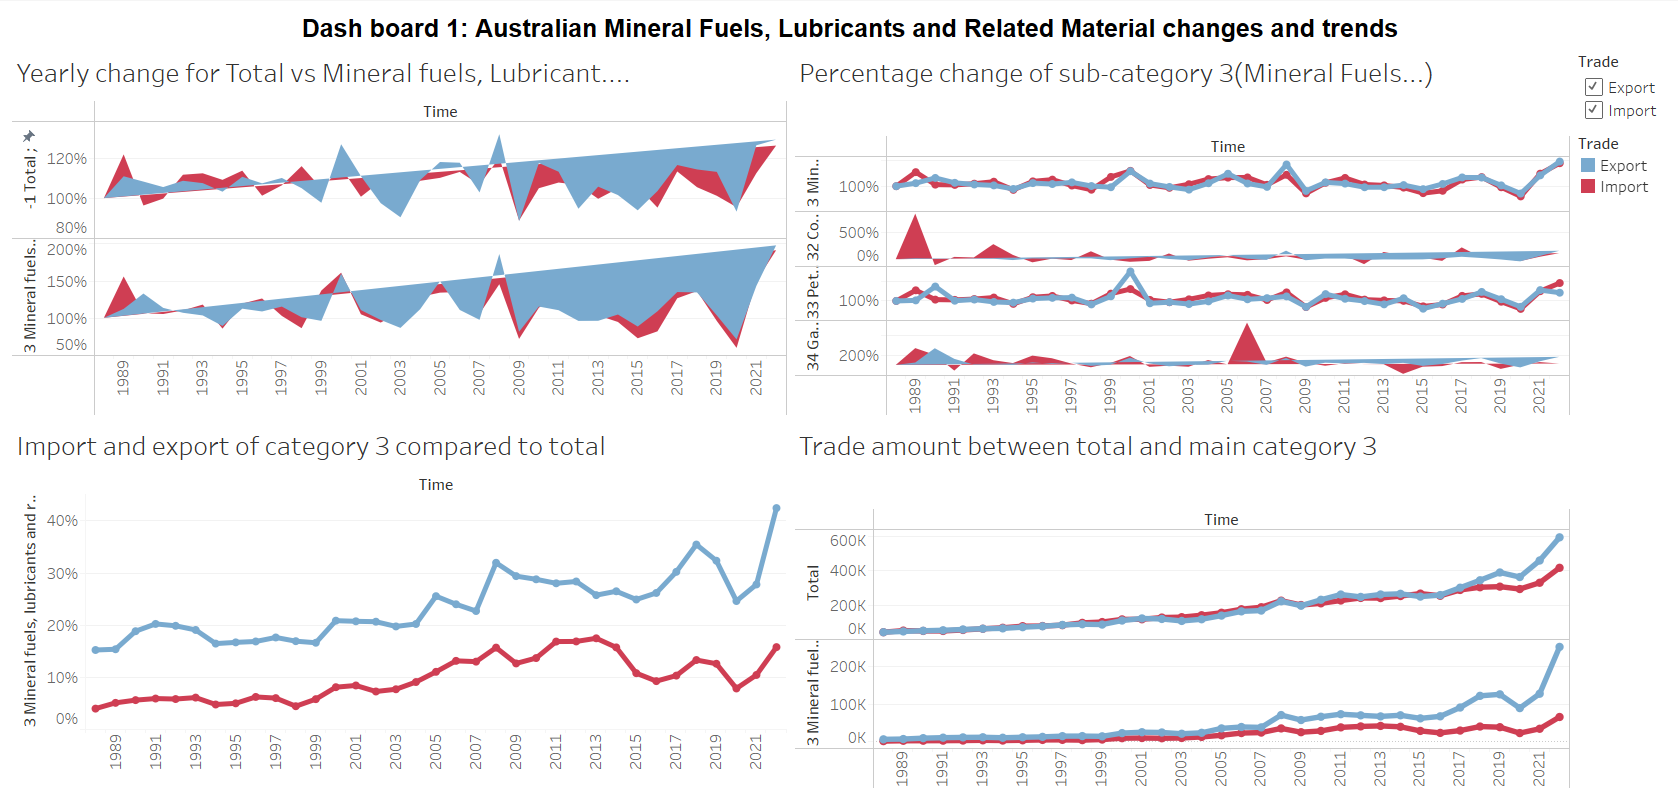 Dash board 1: Australian Mineral Fuels, Lubricants and Related Material changes and trends
Yearly change for Total vs Mineral fuels, Lubricant....
Time
-1 Total ;
120%
100%
80%
3 Mineral fuels..
200%
150%
100%
50%
1989 1991 1993 1995 1997 1999 2001 2003 2005 2007 2009 2011 2013 2015 2017 2019 2021
Percentage change of sub-category 3(Mineral Fuels...)
Time
3 Min..
100%
32 Co..
500%
0%
33 Pet..
100%
34 Ga..
200%
1989 1991 1993 1995 1997 1999 2001 2003 2005 2007 2009 2011 2013 2015 2017 2019 2021
Trade
Export
Import
Trade
Export
Import
Import and export of category 3 compared to total
Time
3 Mineral fuels, lubricants and r..
40%
30%
20%
10%
0%
1989 1991 1993 1995 1997 1999 2001 2003 2005 2007 2009 2011 2013 2015 2017 2019 2021
Trade amount between total and main category 3
Time
Total
600K
400K
200K
0K
3 Mineral fuel..
200K
100K
0K
1989 1991 1993 1995 1997 1999 2001 2003 2005 2007 2009 2011 2013 2015 2017 2019 2021